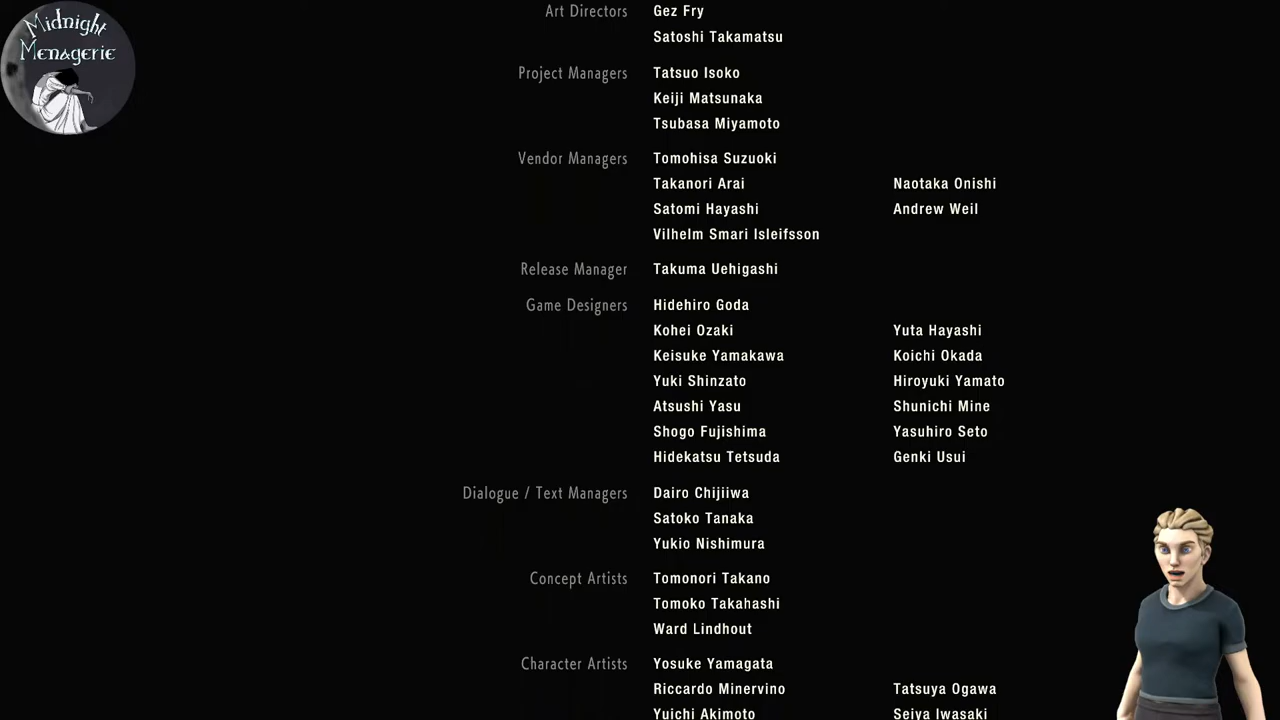 Midnight
Menagerie
Art Directors Gez Fry
Satoshi Takamatsu
Project Managers Tatsuo Isoko
Keiji Matsunaka
Tsubasa Miyamoto
Vendor Managers Tomohisa Suzuoki
Takanori Arai Naotaka Onishi
Satomi Hayashi Andrew Weil
Vilhelm Smari Isleifsson
Release Manager Takuma Uehigashi
Game Designers Hidehiro Goda
Kohei Ozaki Yuta Hayashi
Keisuke Yamakawa Koichi Okada
Yuki Shinzato Hiroyuki Yamato
Atsushi Yasu Shunichi Mine
Shogo Fujishima Yasuhiro Seto
Hidekatsu Tetsuda Genki Usui
Dialogue / Text Managers Dairo Chijiiwa
Satoko Tanaka
Yukio Nishimura
Concept Artists Tomonori Takano
Tomoko Takahashi
Ward Lindhout
Character Artists Yosuke Yamagata
Riccardo Minervino Tatsuya Ogawa
Yuichi Akimoto Seiya Iwasaki